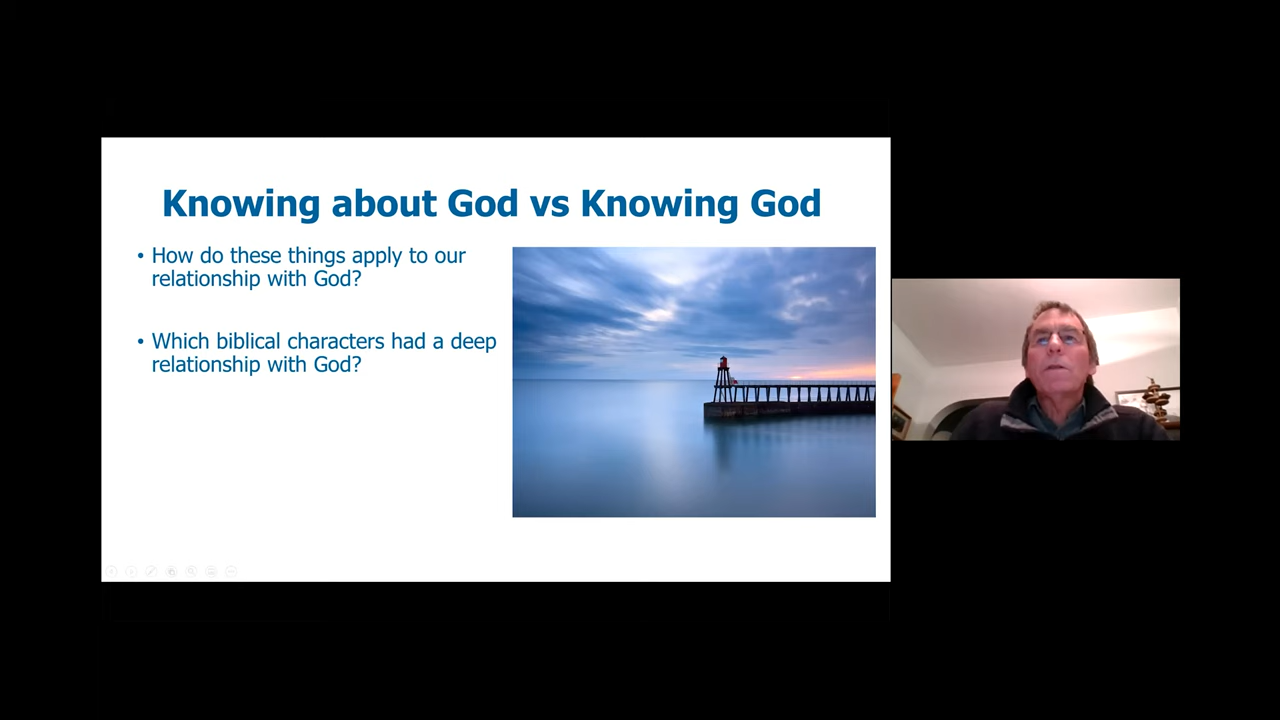 Knowing about God vs Knowing God
• How do these things apply to our
relationship with God?
• Which biblical characters had a deep
relationship with God?